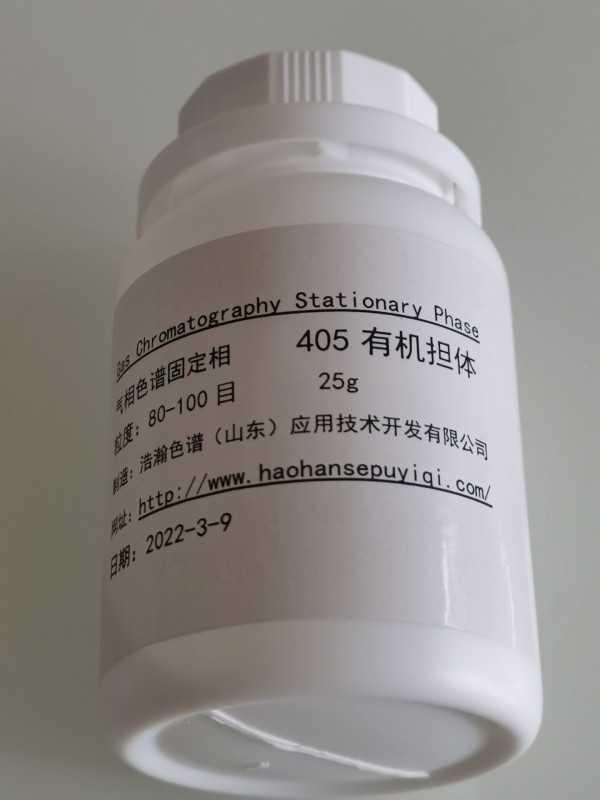 Gas Chromatography Stationary Phase
气相色谱固定相 405 有机担体
粒度：80-100 目 25g
制造：浩瀚色谱（山东）应用技术开发有限公司
网址：http://www.haohansepuyiqi.com/
日期：2022-3-9